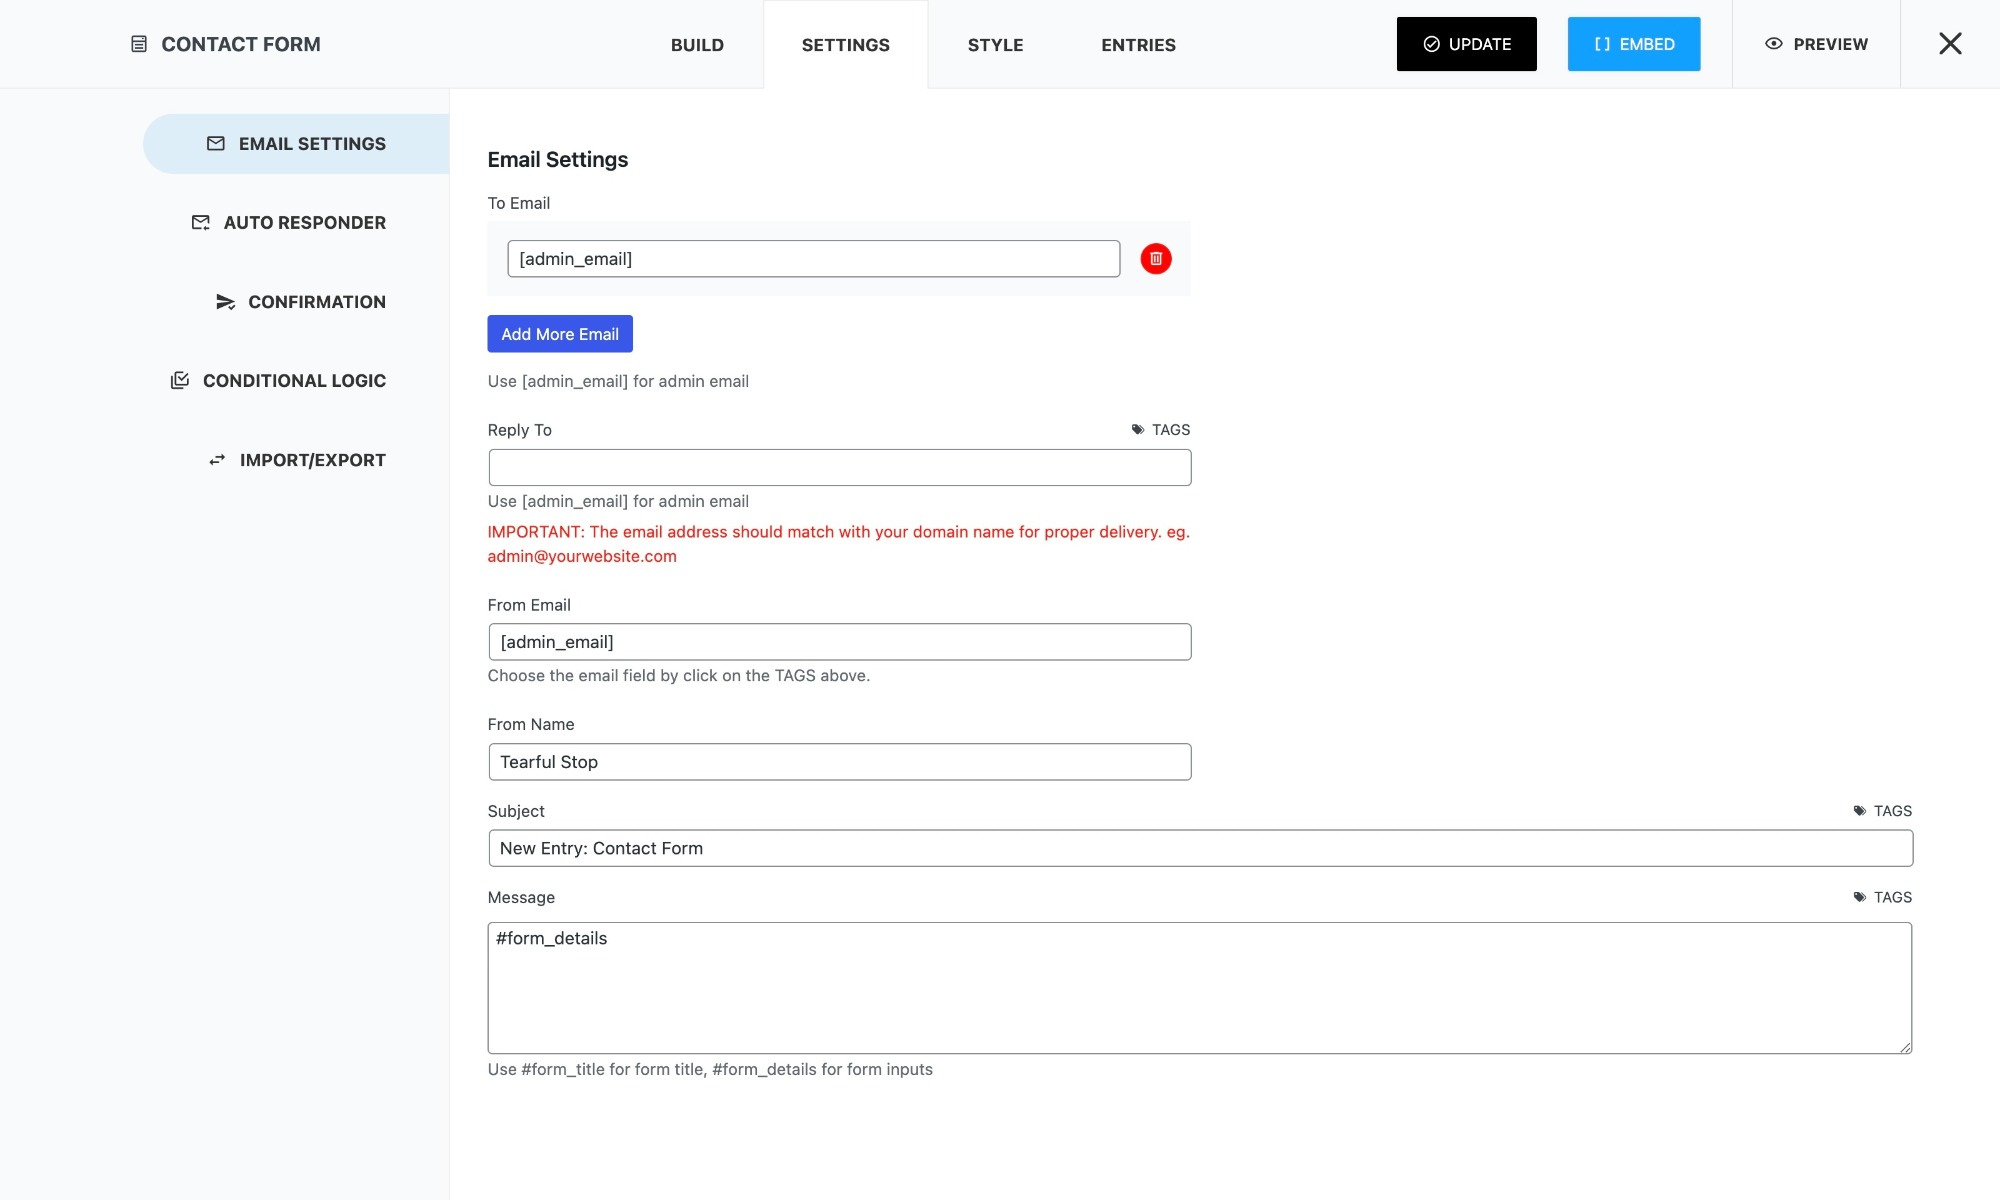 CONTACT FORM
BUILD
SETTINGS
STYLE
ENTRIES
UPDATE
[ ] EMBED
PREVIEW
EMAIL SETTINGS
AUTO RESPONDER
CONFIRMATION
CONDITIONAL LOGIC
IMPORT/EXPORT
Email Settings
To Email
[admin_email]
Add More Email
Use [admin_email] for admin email
Reply To
TAGS
Use [admin_email] for admin email
IMPORTANT: The email address should match with your domain name for proper delivery. eg.
admin@yourwebsite.com
From Email
[admin_email]
Choose the email field by click on the TAGS above.
From Name
Tearful Stop
Subject
TAGS
New Entry: Contact Form
Message
TAGS
#form_details
Use #form_title for form title, #form_details for form inputs